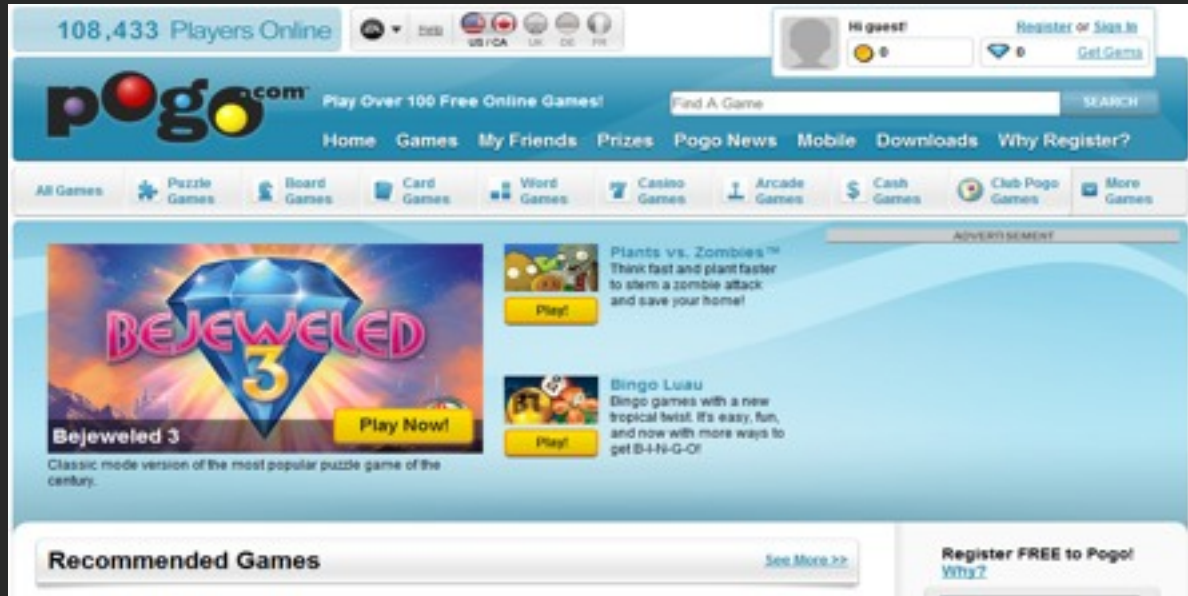 108,433 Players Online
EA
Help
US / CA
UK
DE
FR
Hi guest!
Register or Sign In
0
0
Get Gems
pogo.com
Play Over 100 Free Online Games!
Find A Game
SEARCH
Home Games My Friends Prizes Pogo News Mobile Downloads Why Register?
All Games
Puzzle
Games
Board
Games
Card
Games
Word
Games
Casino
Games
Arcade
Games
Cash
Games
Club Pogo
Games
More
Games
ADVERTISEMENT
BEJEWELED
3
Play Now!
Bejeweled 3
Classic mode version of the most popular puzzle game of the
century.
Plants vs. Zombies™
Think fast and plant faster
to stem a zombie attack
and save your home!
Play!
Bingo Luau
Bingo games with a new
tropical twist. It's easy, fun,
and now with more ways to
get B-I-N-G-O!
Play!
Recommended Games
See More >>
Register FREE to Pogo!
Why?